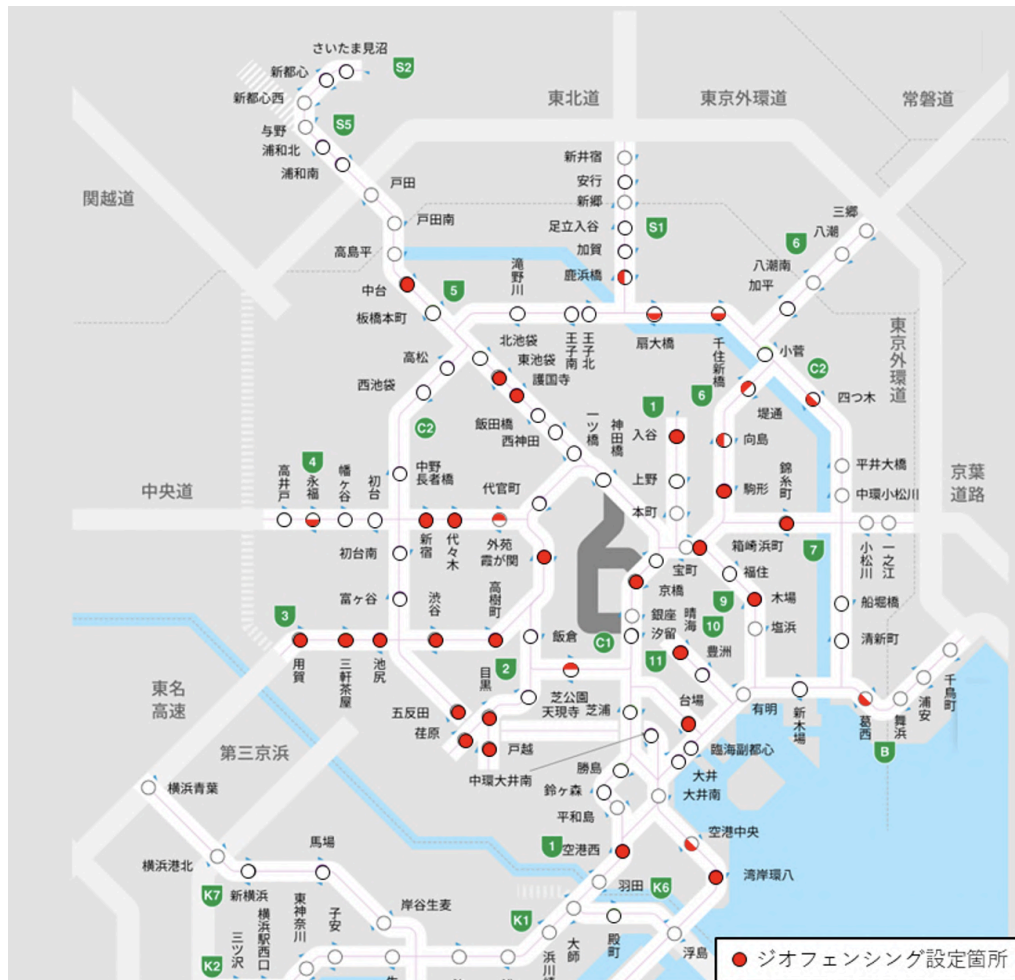 さいたま見沼
新都心
S2
新都心西
東北道
東京外環道
常磐道
与野
S5
浦和北
浦和南
新井宿
関越道
戸田
安行
新郷
三郷
戸田南
足立入谷
S1
八潮
6
高島平
加賀
八潮南
滝野川
鹿浜橋
加平
中台
5
板橋本町
王子南
王子北
扇大橋
千住新橋
東京外環道
北池袋
小菅
高松
東池袋
C2
西池袋
護国寺
1
6
四つ木
堤通
飯田橋
一ツ橋
神田橋
C2
西神田
入谷
向島
4
高井戸
永福
幡ヶ谷
初台
中野長者橋
代官町
上野
錦糸町
平井大橋
京葉道路
中央道
駒形
中環小松川
本町
新宿
代々木
外苑
霞が関
箱崎浜町
7
小松川
一之江
初台南
宝町
福住
京橋
富ヶ谷
渋谷
高樹町
9
木場
船堀橋
銀座
晴海
10
塩浜
3
飯倉
C1
汐留
清新町
用賀
三軒茶屋
池尻
目黒
2
11
豊洲
東名高速
芝公園
台場
有明
新木場
葛西
舞浜
浦安
千鳥町
五反田
天現寺
芝浦
荏原
戸越
臨海副都心
B
第三京浜
中環大井南
勝島
大井
横浜青葉
鈴ヶ森
大井南
平和島
空港中央
馬場
1
空港西
横浜港北
湾岸環八
羽田
K6
K7
新横浜
東神奈川
子安
岸谷生麦
K1
横浜駅西口
三ツ沢
大師
殿町
浮島
K2
ジオフェンシング設定箇所